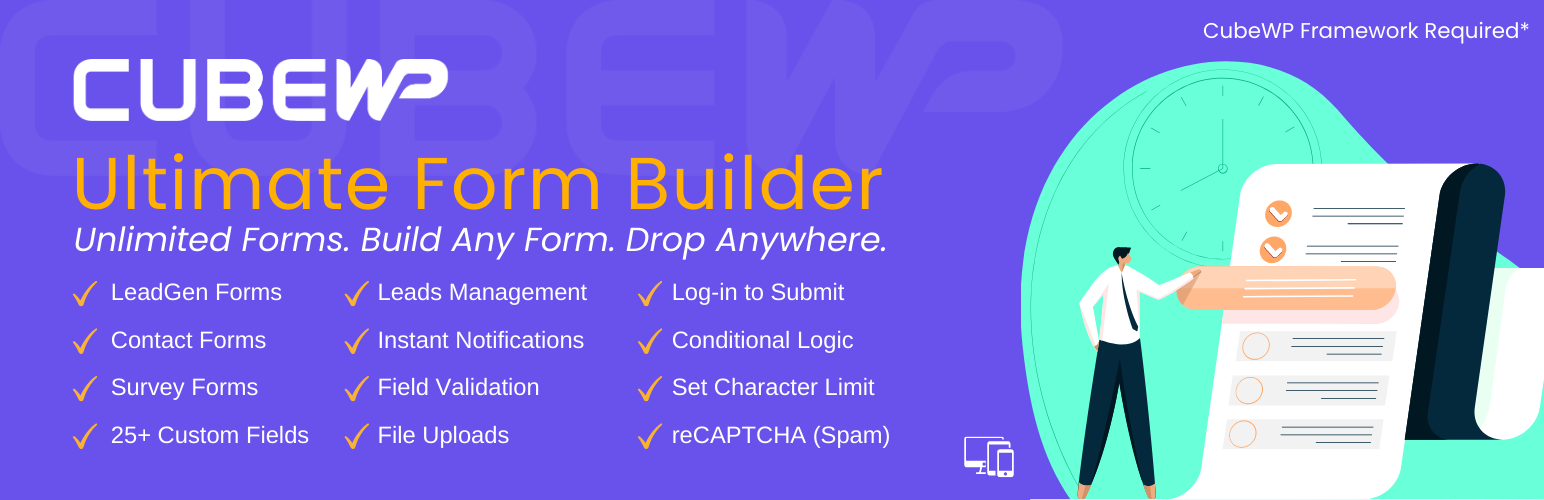 CubeWP Framework Required*
CUBEWP
Ultimate Form Builder
Unlimited Forms. Build Any Form. Drop Anywhere.
LeadGen Forms
Contact Forms
Survey Forms
25+ Custom Fields
Leads Management
Instant Notifications
Field Validation
File Uploads
Log-in to Submit
Conditional Logic
Set Character Limit
reCAPTCHA (Spam)